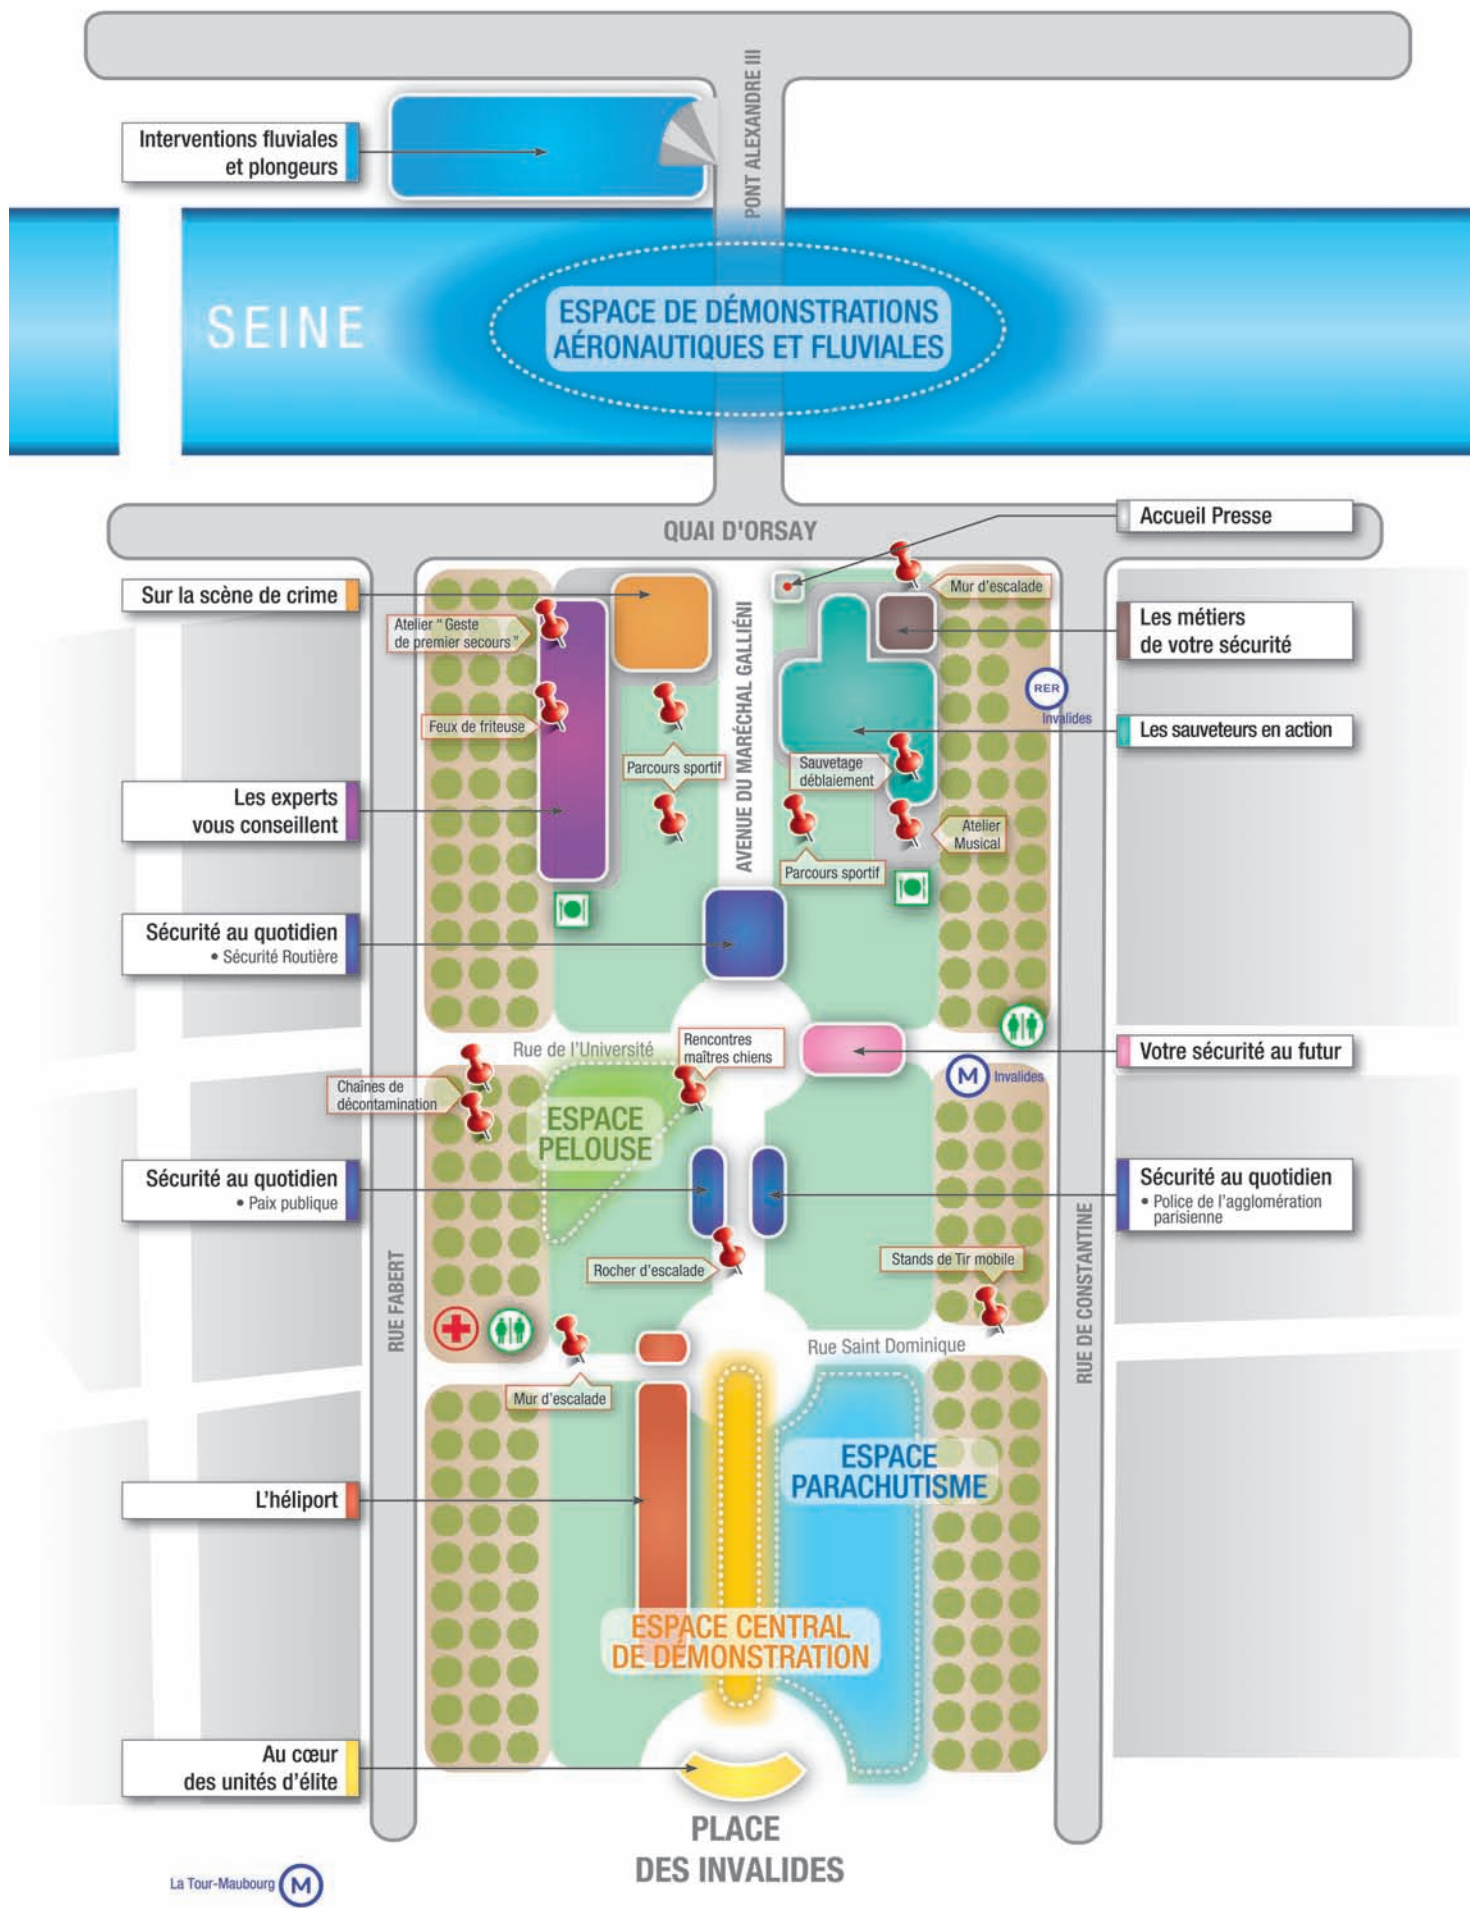 PONT ALEXANDRE III
Interventions fluviales
et plongeurs
SEINE
ESPACE DE DÉMONSTRATIONS
AÉRONAUTIQUES ET FLUVIALES
QUAI D'ORSAY
Accueil Presse
Sur la scène de crime
Mur d'escalade
Atelier "Geste
de premier secours"
AVENUE DU MARÉCHAL GALLIÉNI
Les métiers
de votre sécurité
RER
Invalides
Feux de friteuse
Les sauveteurs en action
Parcours sportif
Sauvetage
déblaiement
Les experts
vous conseillent
Atelier
Musical
Parcours sportif
Sécurité au quotidien
• Sécurité Routière
Rue de l'Université
Rencontres
maîtres chiens
Votre sécurité au futur
M Invalides
Chaînes de
décontamination
ESPACE
PELOUSE
Sécurité au quotidien
• Paix publique
Sécurité au quotidien
• Police de l'agglomération
parisienne
RUE FABERT
RUE DE CONSTANTINE
Rocher d'escalade
Stands de Tir mobile
Rue Saint Dominique
Mur d'escalade
ESPACE
PARACHUTISME
L'héliport
ESPACE CENTRAL
DE DÉMONSTRATION
Au cœur
des unités d'élite
PLACE
DES INVALIDES
La Tour-Maubourg M